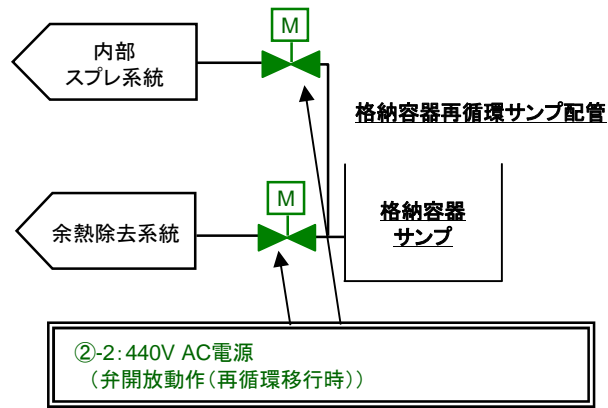 M
内部
スプレ系統
格納容器再循環サンプ配管
M
格納容器
サンプ
余熱除去系統
②-2:440V AC電源
(弁開放動作(再循環移行時))